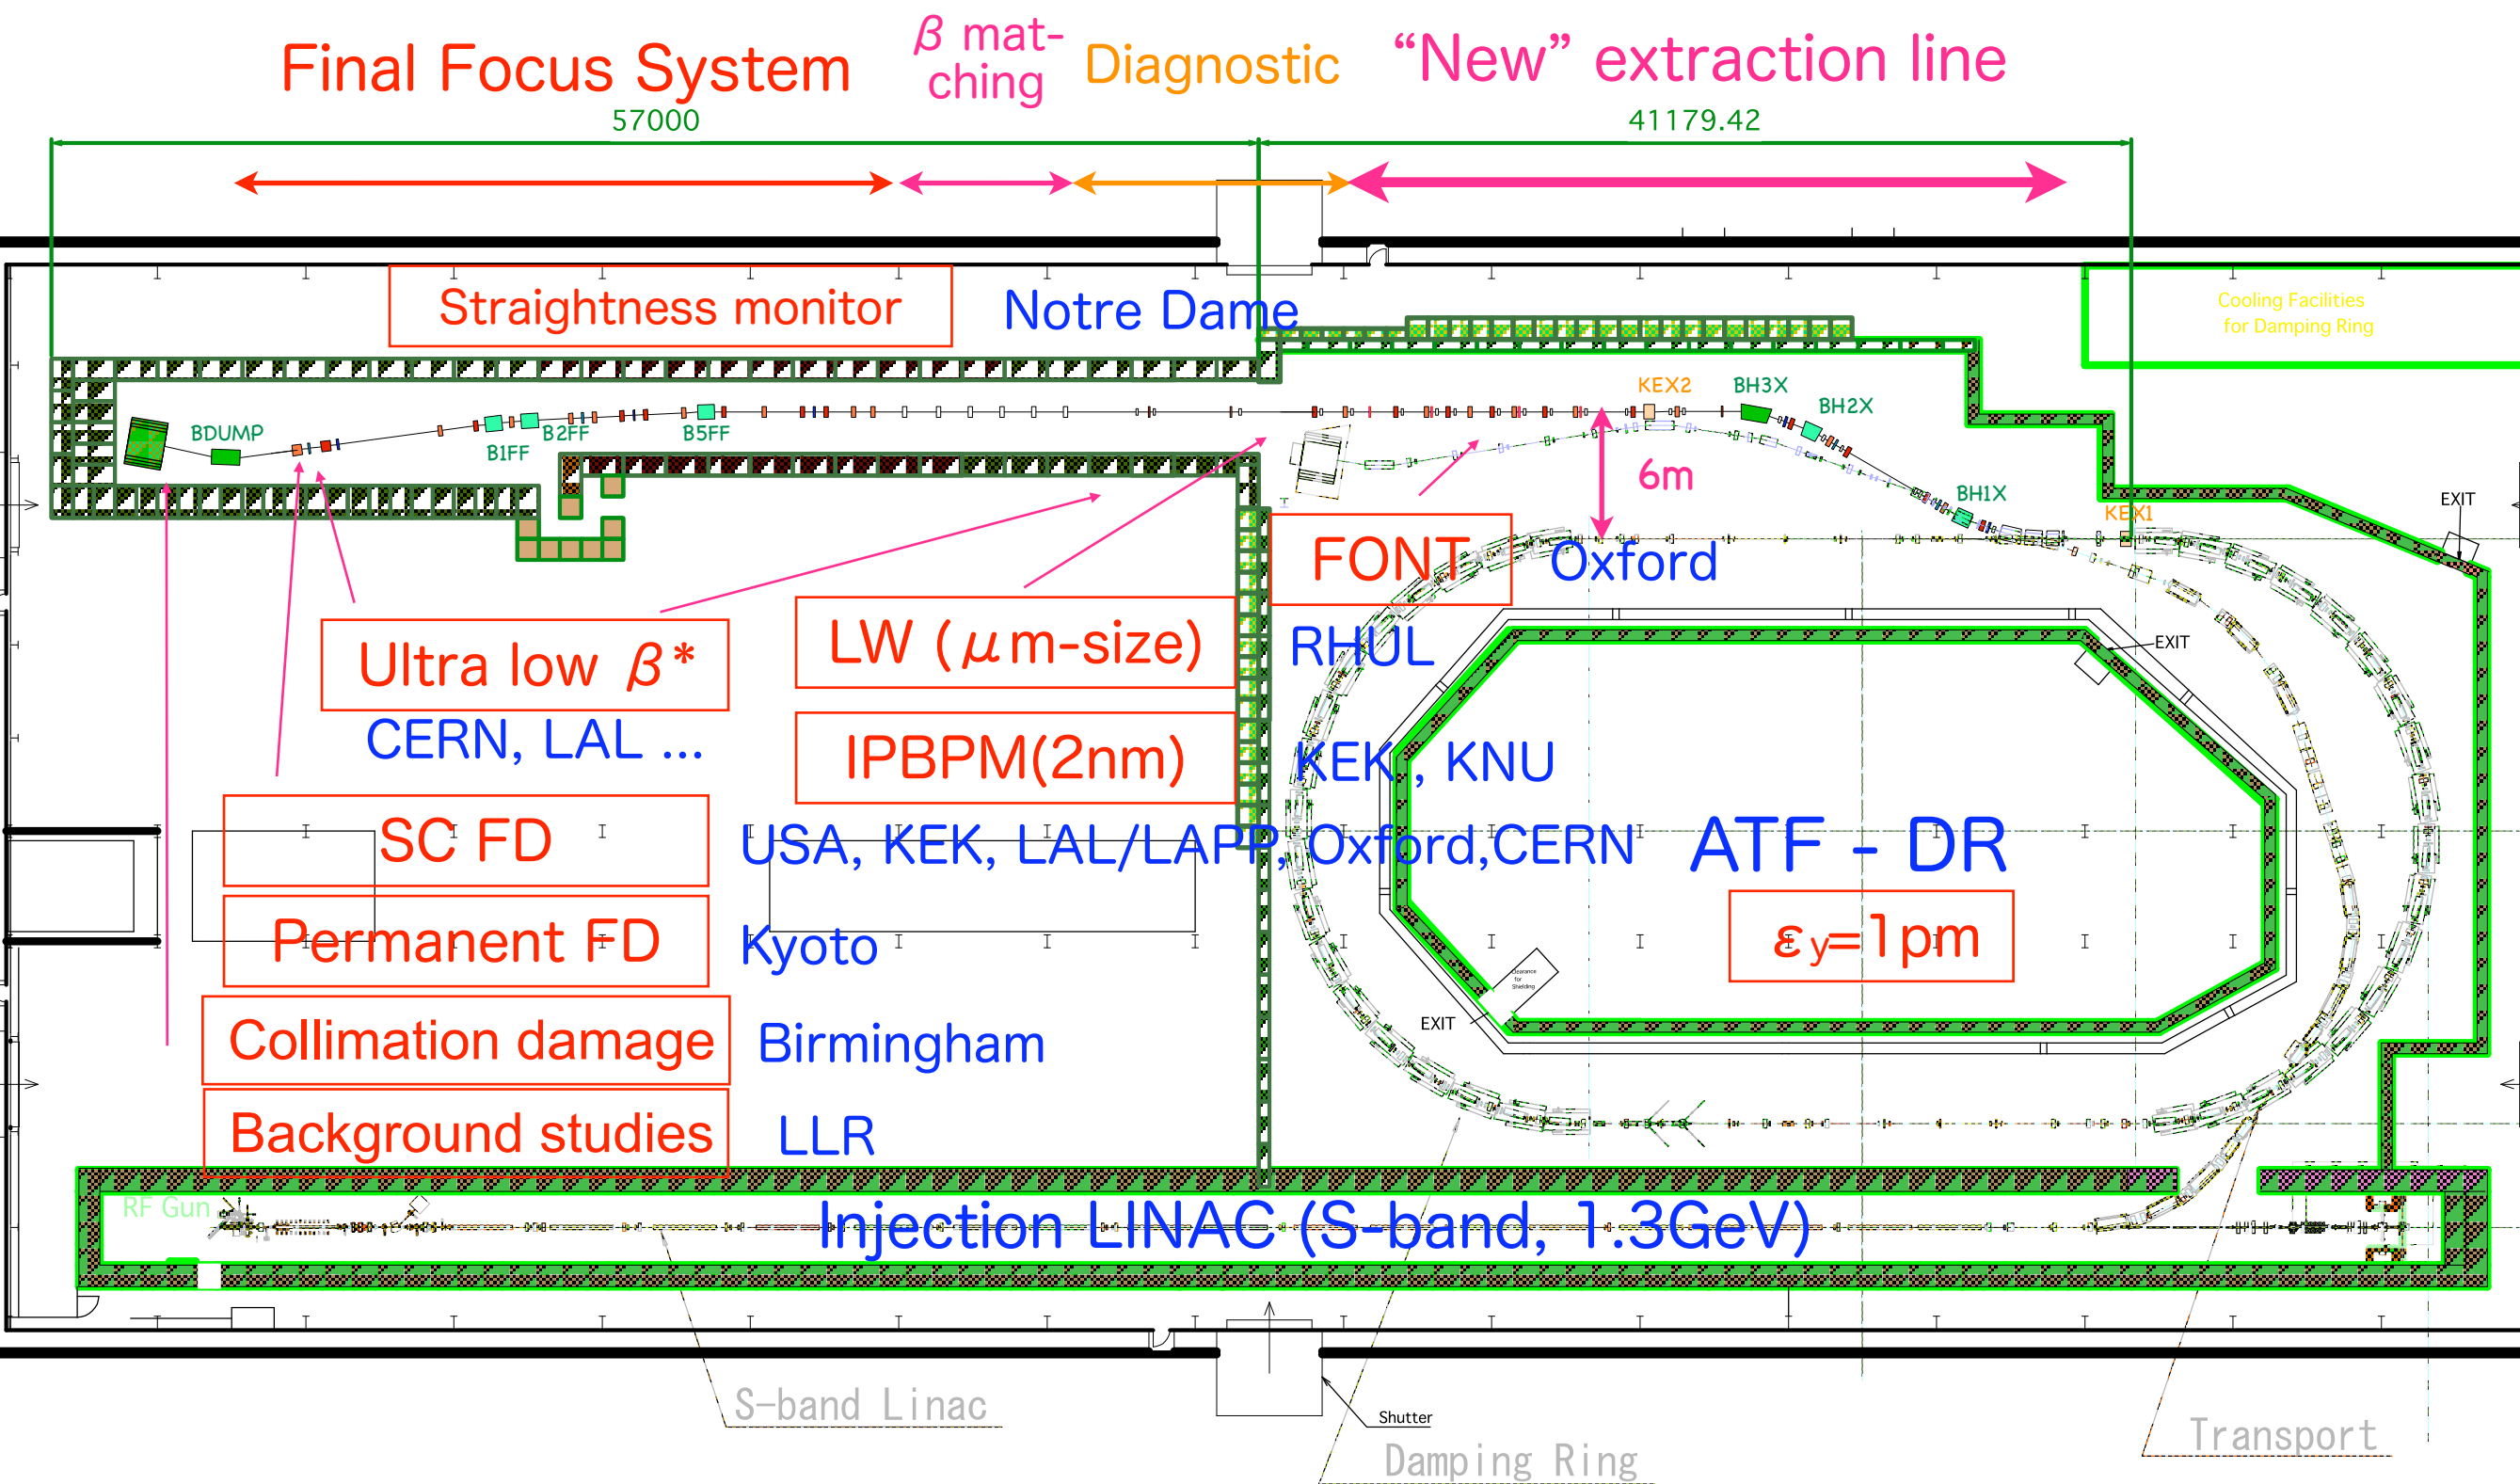 Final Focus System
β mat-
ching
Diagnostic
“New” extraction line
57000
41179.42
Straightness monitor
Notre Dame
Cooling Facilities
for Damping Ring
KEX2
BH3X
BH2X
BDUMP
B1FF
B2FF
B5FF
6m
BH1X
KEX1
EXIT
FONT
Oxford
Ultra low β*
CERN, LAL ...
LW (μm-size)
RHUL
EXIT
IPBPM(2nm)
KEK, KNU
SC FD
USA, KEK, LAL/LAPP, Oxford,CERN
ATF - DR
εy=1pm
Permanent FD
Kyoto
Clearance
for
Shielding
EXIT
Collimation damage
Birmingham
Background studies
LLR
RF Gun
Injection LINAC (S-band, 1.3GeV)
S-band Linac
Shutter
Damping Ring
Transport